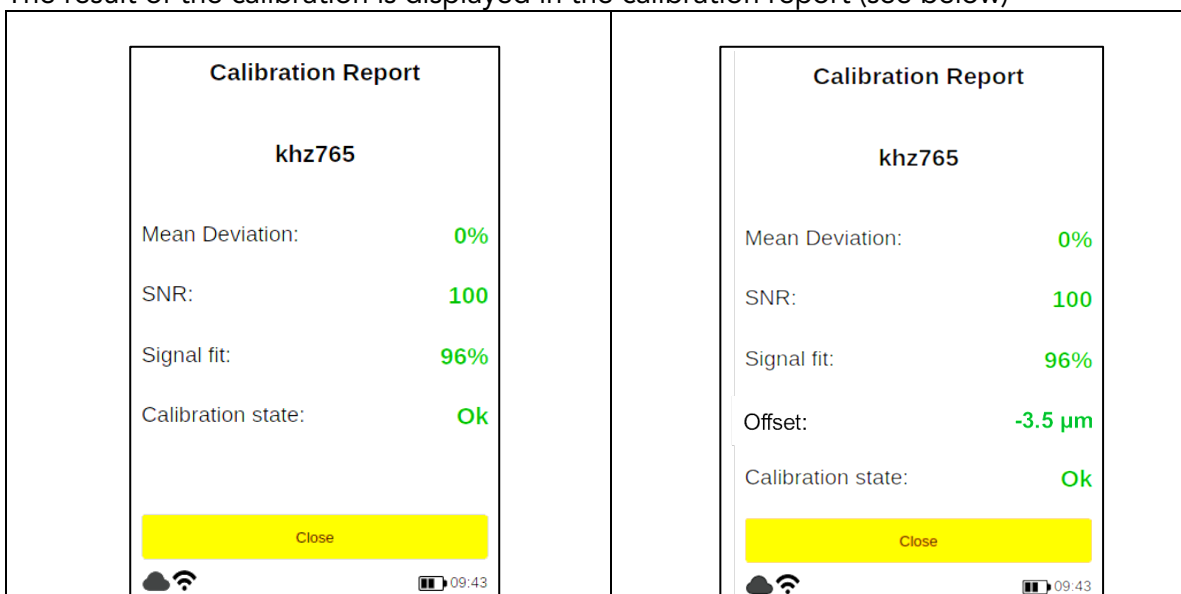 The result of the calibration is displayed in the calibration report (see below)
Calibration Report
khz765
Mean Deviation: 0%
SNR: 100
Signal fit: 96%
Calibration state: Ok
Close
09:43
Calibration Report
khz765
Mean Deviation: 0%
SNR: 100
Signal fit: 96%
Offset: -3.5 µm
Calibration state: Ok
Close
09:43